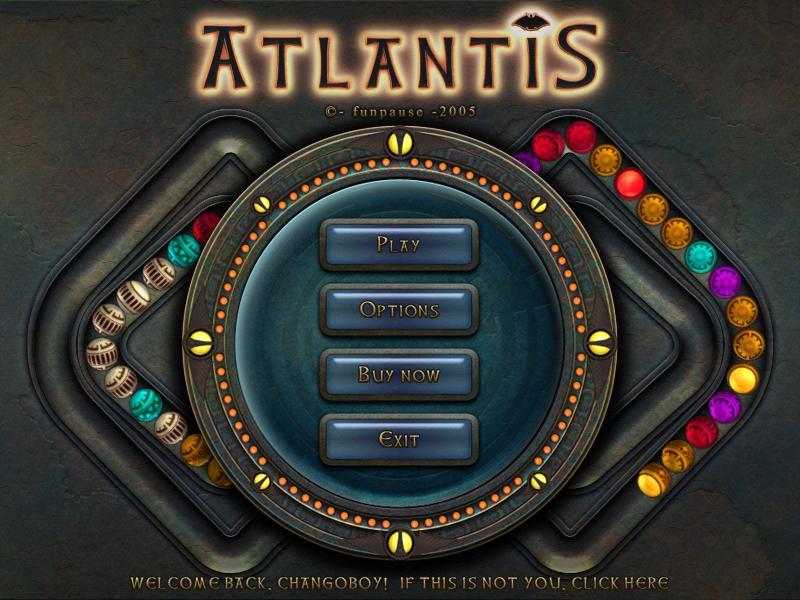 ATLANTIS
©- funpause -2005
PLAY
OPTIONS
BUY NOW
EXIT
WELCOME BACK, CHANGOBOY! IF THIS IS NOT YOU, CLICK HERE